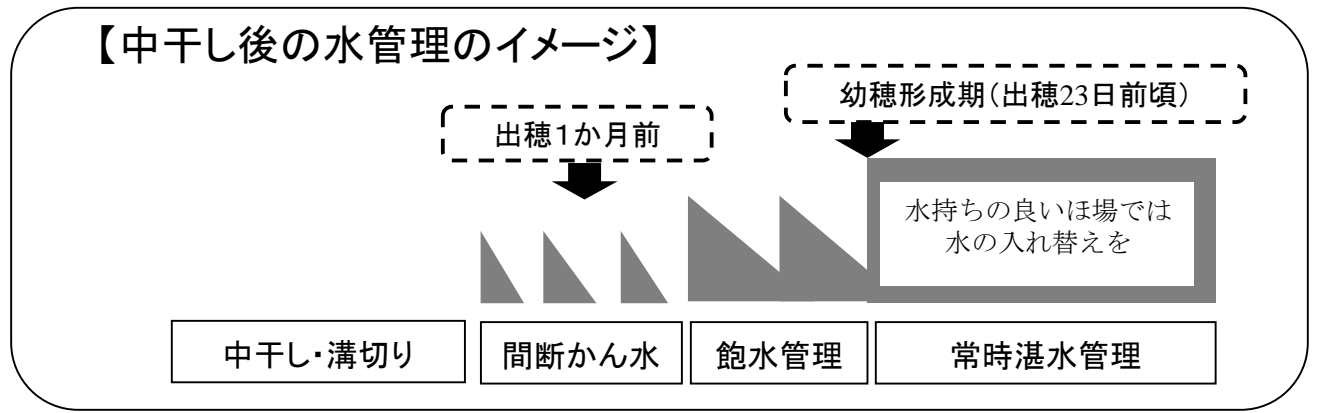 【中干し後の水管理のイメージ】
幼穂形成期（出穂23日前頃）
出穂１か月前
水持ちの良いほ場では
水の入れ替えを
中干し・溝切り
間断かん水
飽水管理
常時湛水管理